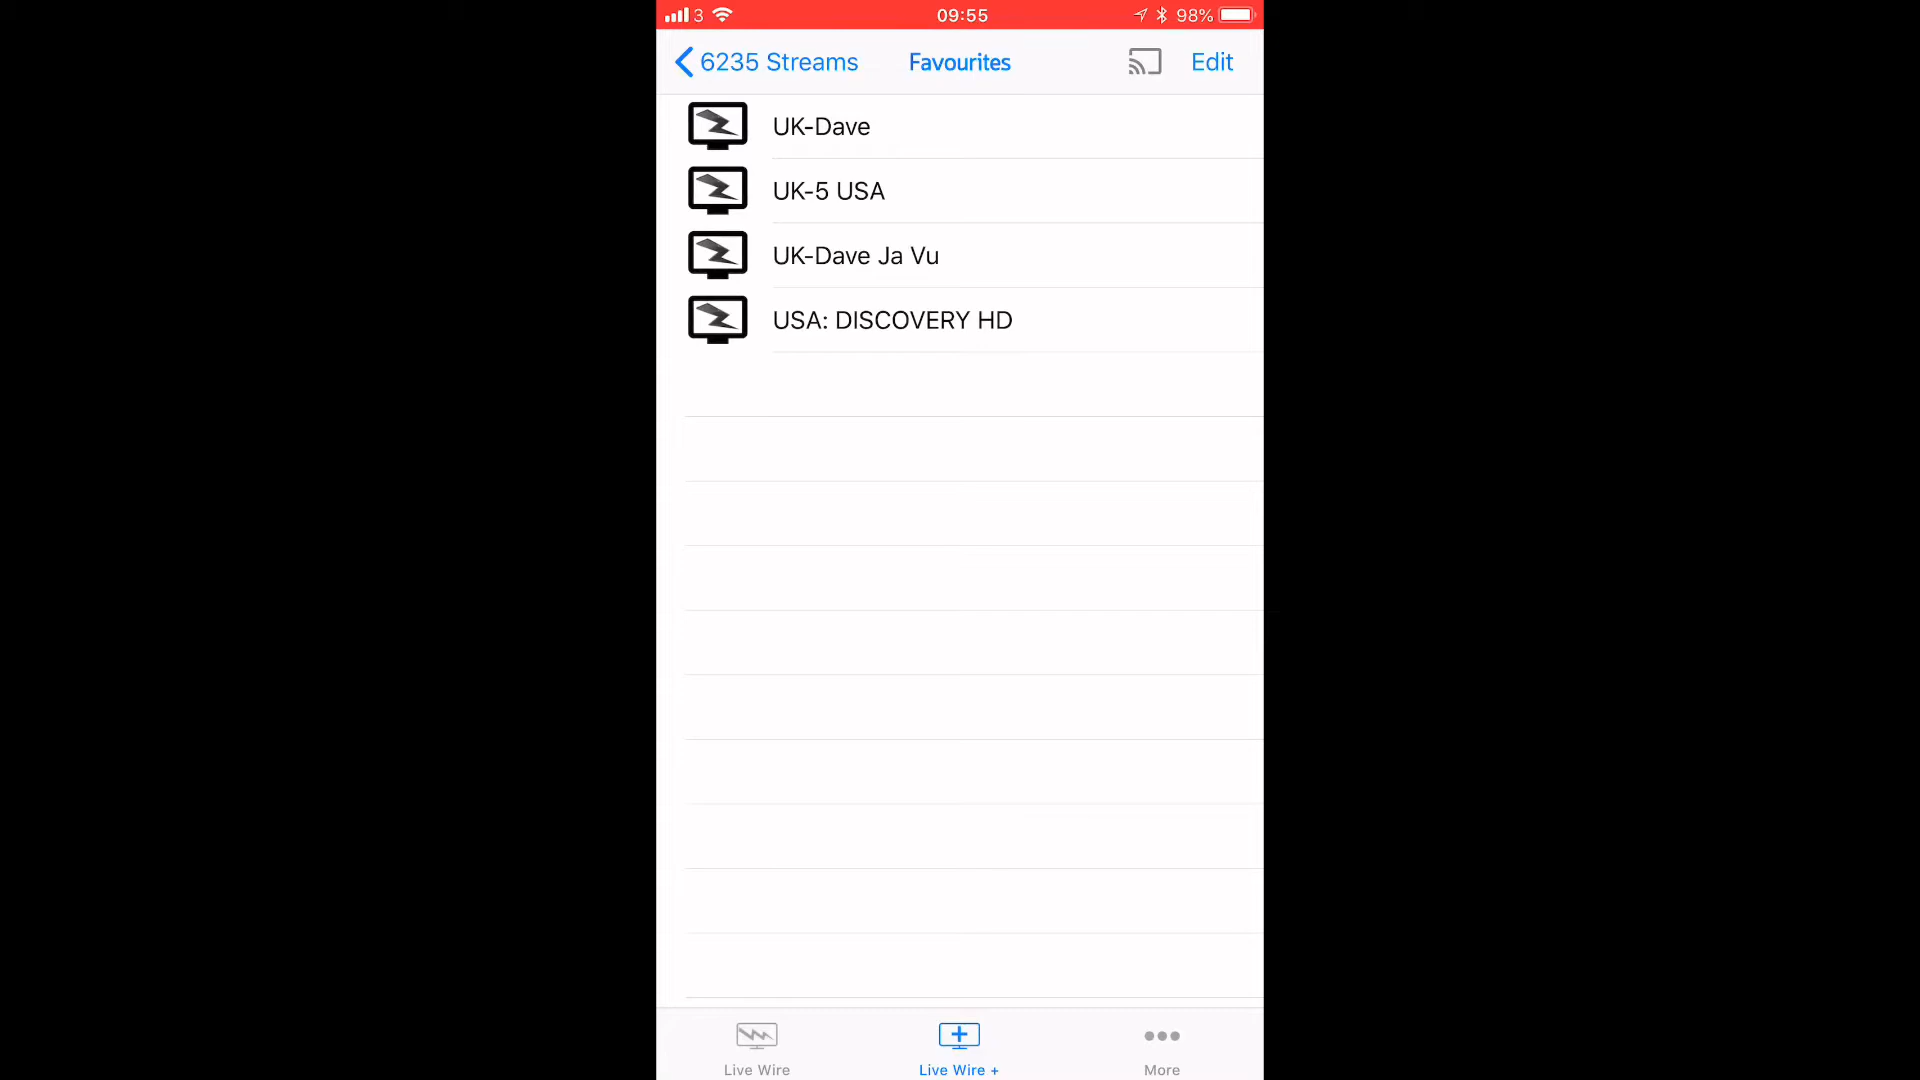 3 09:55 98%
6235 Streams Favourites Edit
UK-Dave
UK-5 USA
UK-Dave Ja Vu
USA: DISCOVERY HD
Live Wire Live Wire + More